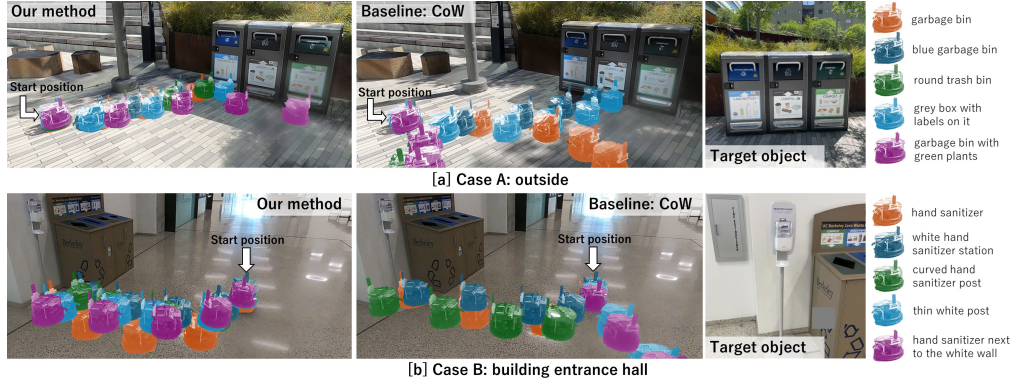 Our method
Start position
Baseline: CoW
Start position
Target object
garbage bin
blue garbage bin
round trash bin
grey box with
labels on it
garbage bin with
green plants
[a] Case A: outside
Our method
Start position
Baseline: CoW
Start position
Berkeley
Target object
hand sanitizer
white hand
sanitizer station
curved hand
sanitizer post
thin white post
hand sanitizer next
to the white wall
[b] Case B: building entrance hall